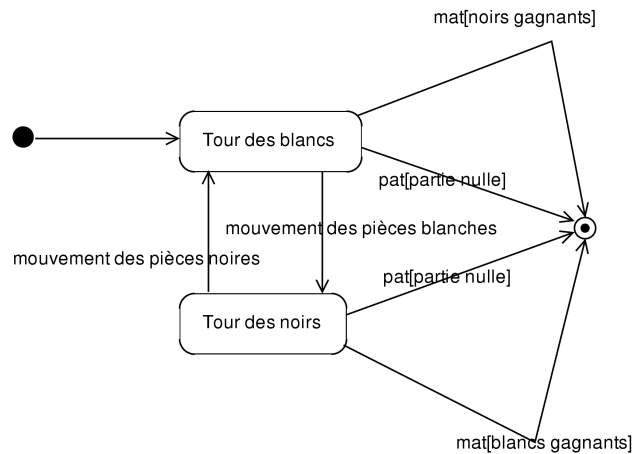 mat[noirs gagnants]
Tour des blancs
pat[partie nulle]
mouvement des pièces blanches
mouvement des pièces noires
pat[partie nulle]
Tour des noirs
mat[blancs gagnants]